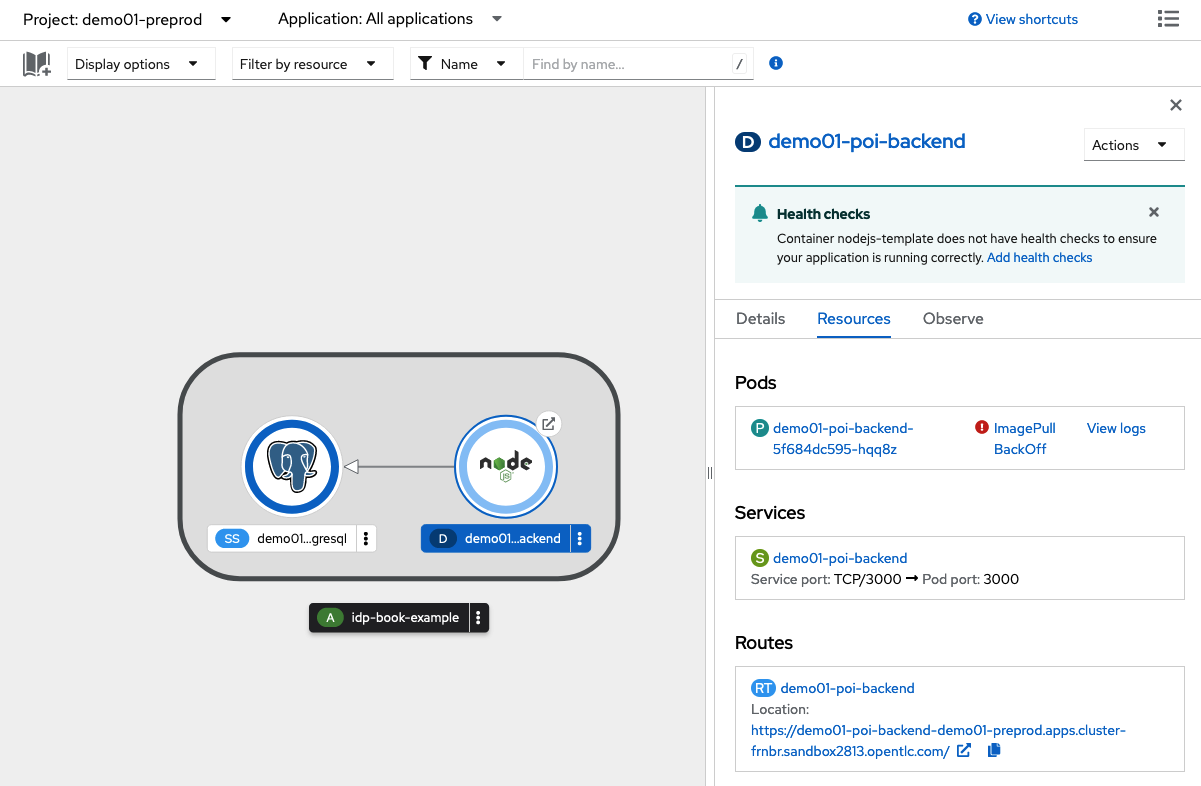 Project: demo01-preprod
Application: All applications
View shortcuts
Display options
Filter by resource
Name
Find by name...
/
demo01-poi-backend
Actions
Health checks
Container nodejs-template does not have health checks to ensure
your application is running correctly. Add health checks
Details
Resources
Observe
Pods
P demo01-poi-backend-
5f684dc595-hqq8z
ImagePull
BackOff
View logs
Services
S demo01-poi-backend
Service port: TCP/3000 → Pod port: 3000
Routes
RT demo01-poi-backend
Location:
https://demo01-poi-backend-demo01-preprod.apps.cluster-
frnbr.sandbox2813.opentlc.com/
D
node
JS
SS demo01...gresql
D demo01...ackend
A idp-book-example